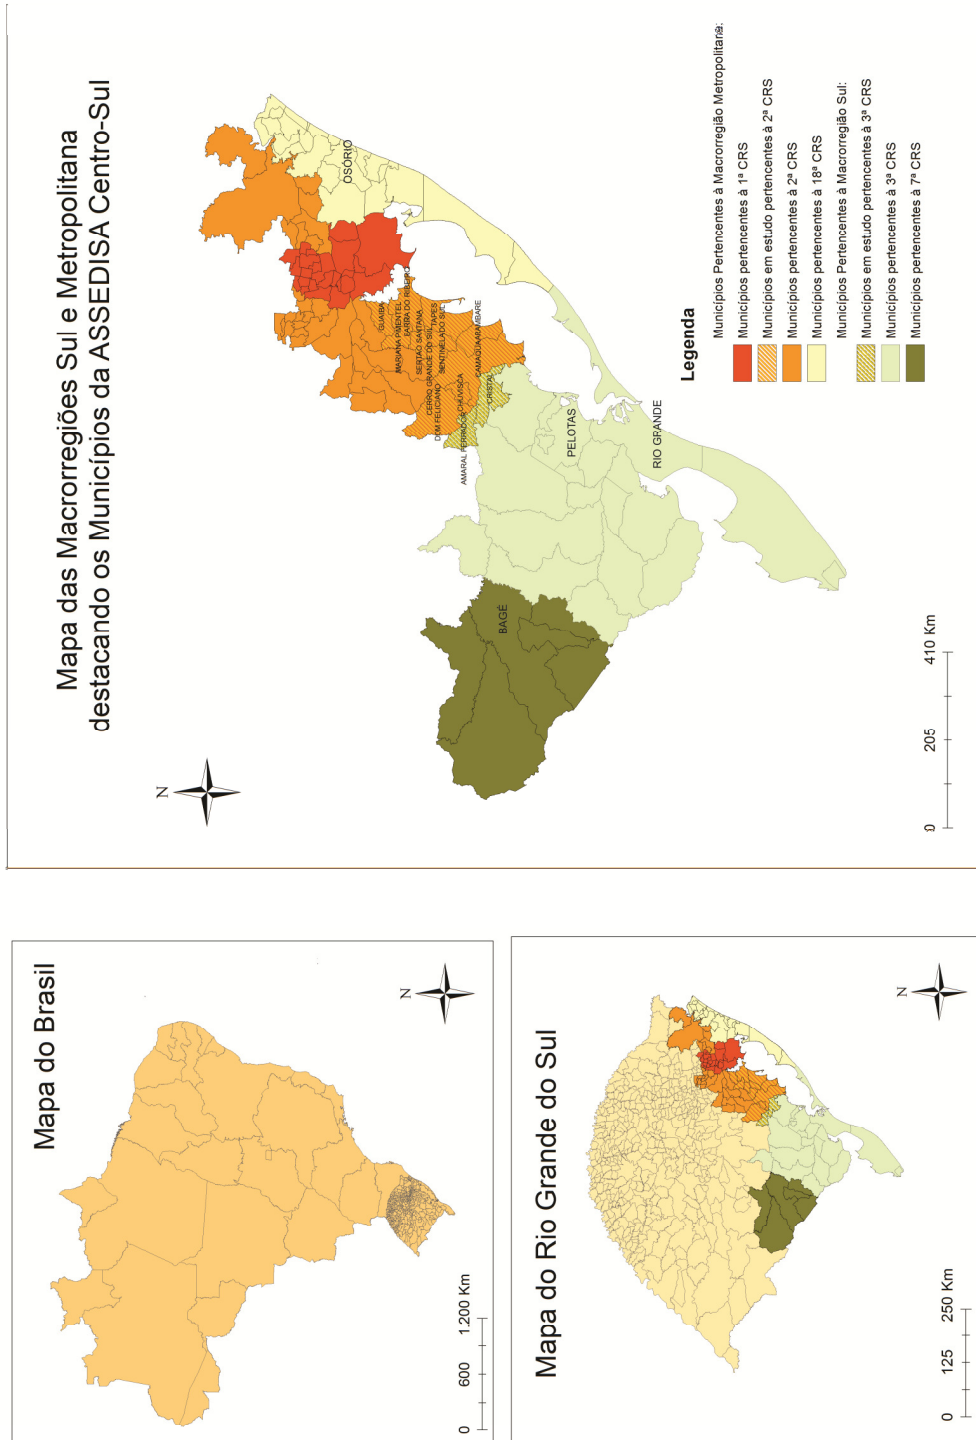 Mapa do Brasil
N
0 600 1.200 Km
Mapa do Rio Grande do Sul
N
0 125 250 Km
Mapa das Macrorregiões Sul e Metropolitana
destacando os Municípios da ASSEDISA Centro-Sul
N
OSÓRIO
GUAIBA
MARIANA PIMENTEL
BARRA DO RIBEIRO
SERTÃO SANTANA
CERRO GRANDE DO SUL
TAPES
DOM FELICIANO
SENTINELA DO SUL
CHUVISCA
AMARAL FERRADOR
CAMAQUÃ
ARAMBARE
CRISTAL
BAGÉ
PELOTAS
RIO GRANDE
0 205 410 Km
Legenda
Municípios Pertencentes à Macrorregião Metropolitana:
Municípios pertencentes à 1ª CRS
Municípios em estudo pertencentes à 2ª CRS
Municípios pertencentes à 2ª CRS
Municípios pertencentes à 18ª CRS
Municípios Pertencentes à Macrorregião Sul:
Municípios em estudo pertencentes à 3ª CRS
Municípios pertencentes à 3ª CRS
Municípios pertencentes à 7ª CRS